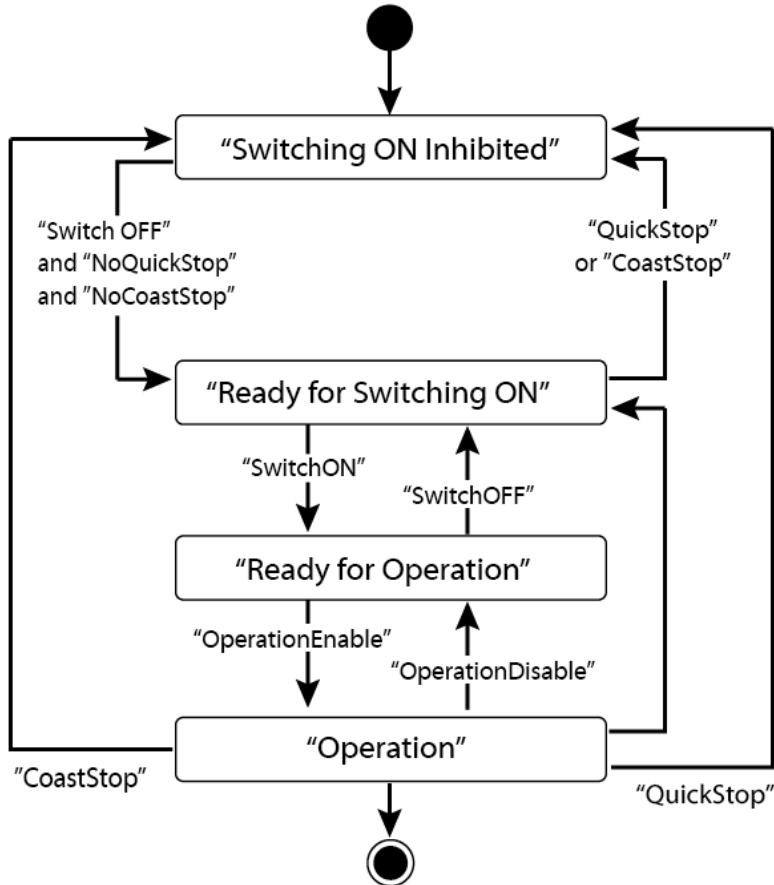 “Switching ON Inhibited”
“Switch OFF”
and “NoQuickStop”
and ”NoCoastStop”
“QuickStop”
or ”CoastStop”
“Ready for Switching ON”
“SwitchON”
“SwitchOFF”
“Ready for Operation”
“OperationEnable”
“OperationDisable”
“Operation”
”CoastStop”
“QuickStop”